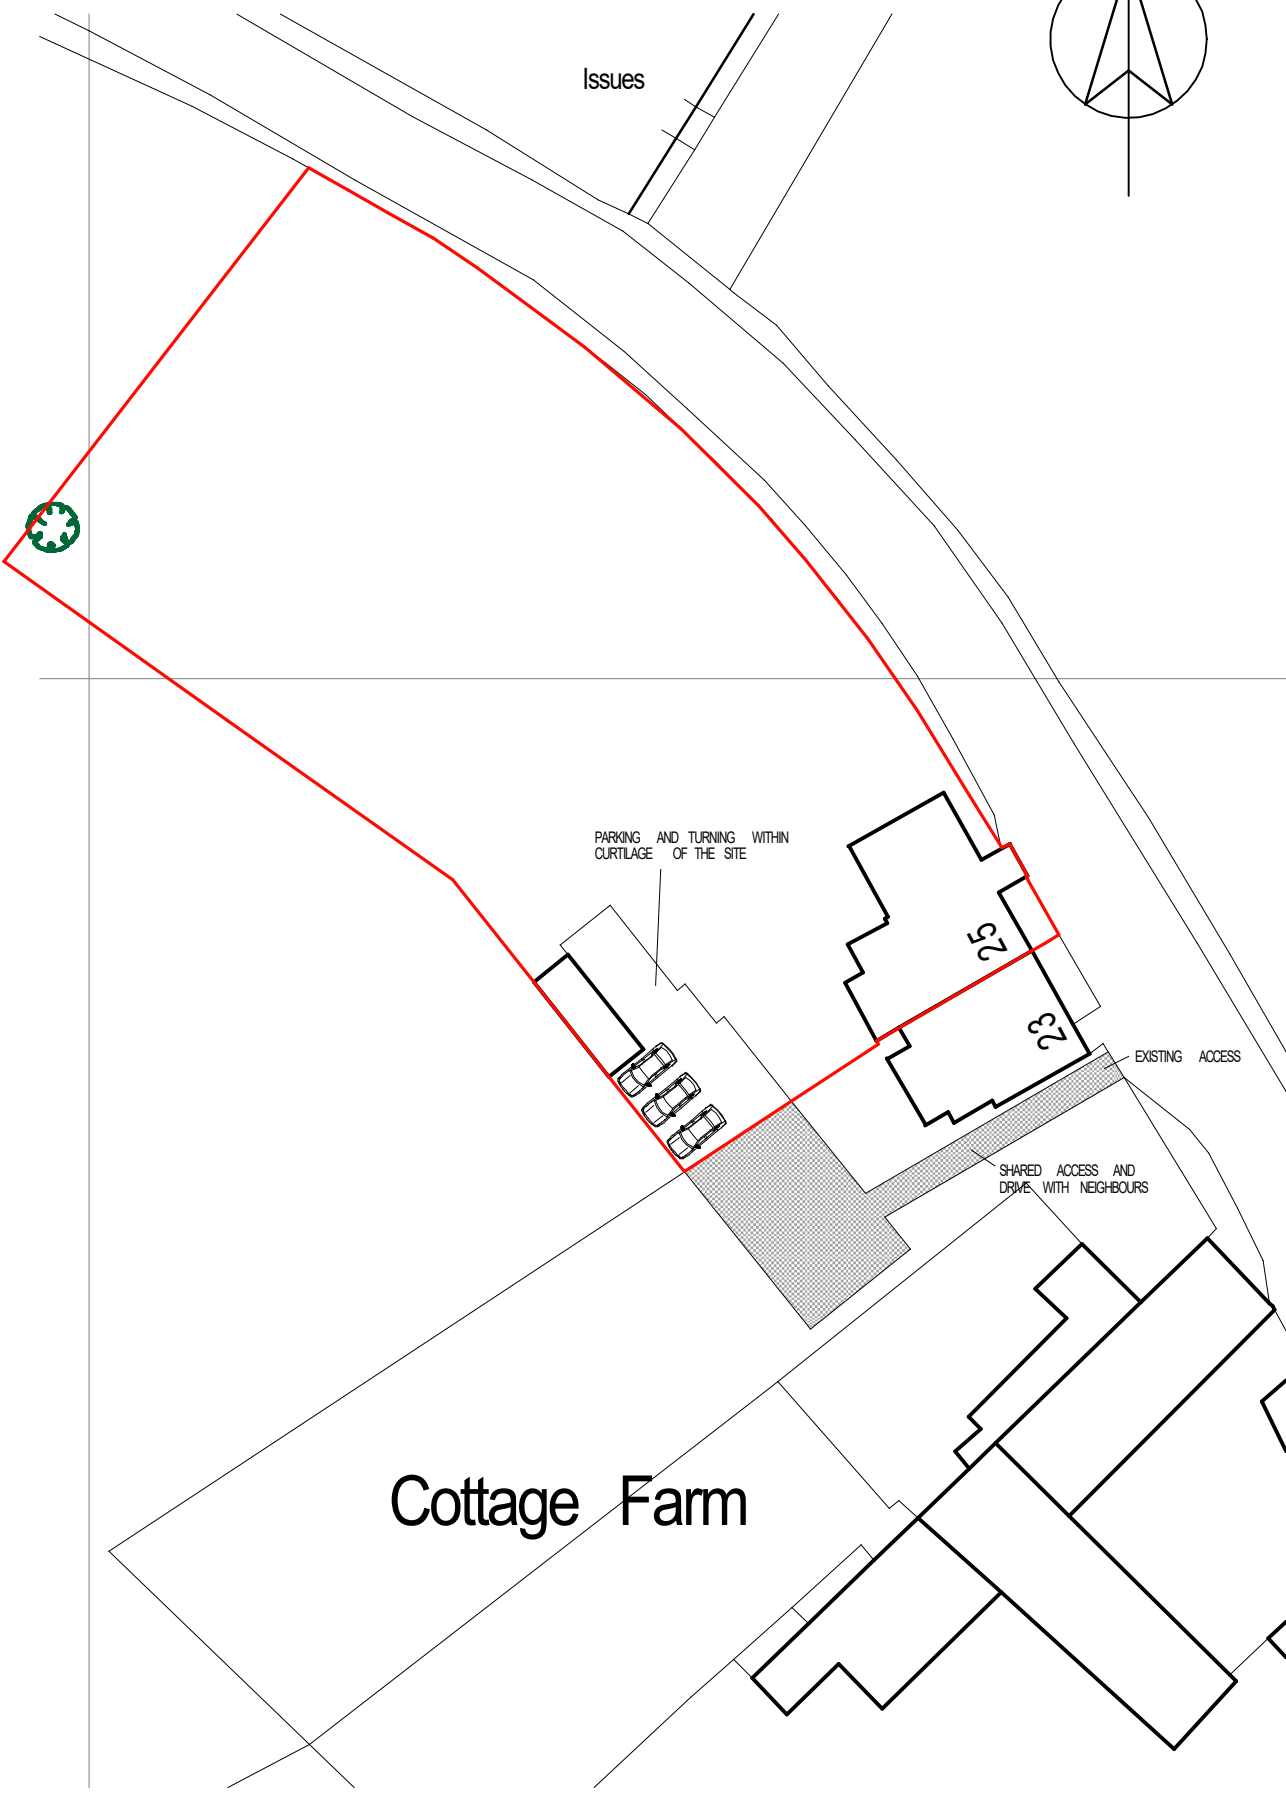 Issues
PARKING AND TURNING WITHIN
CURTILAGE OF THE SITE
25
23
EXISTING ACCESS
SHARED ACCESS AND
DRIVE WITH NEIGHBOURS
Cottage Farm